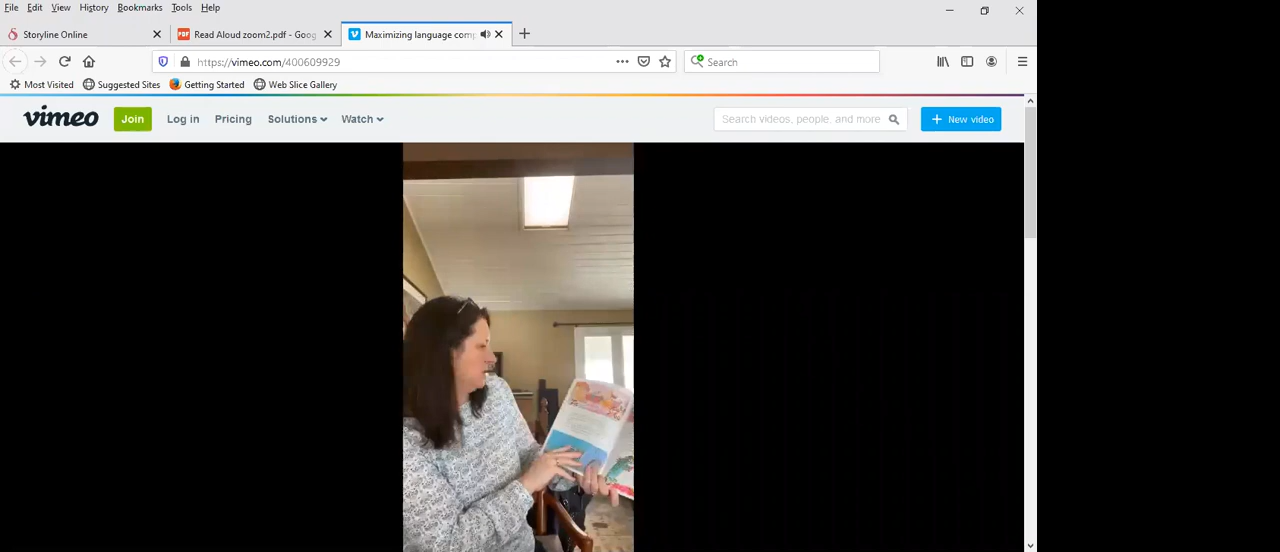 File Edit View History Bookmarks Tools Help
Storyline Online Read Aloud zoom2.pdf - Goog Maximizing language com
https://vimeo.com/400609929 Search
Most Visited Suggested Sites Getting Started Web Slice Gallery
vimeo Join Log in Pricing Solutions Watch Search videos, people, and more New video